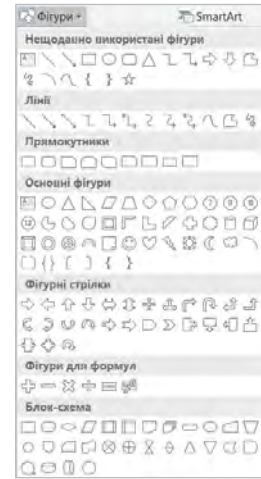 Фігури SmartArt
Нещодавно використані фігури
Лінії
Прямокутники
Основні фігури
Фігурні стрілки
Фігури для формул
Блок-схема